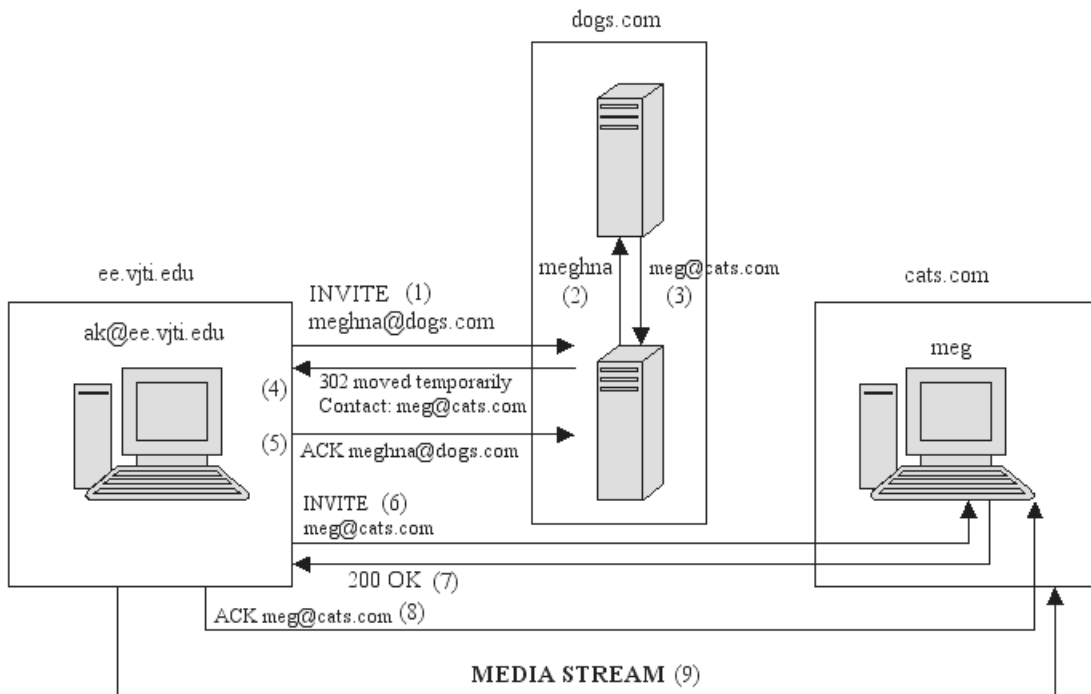 dogs.com
ee.vjti.edu
ak@ee.vjti.edu
INVITE (1)
meghna@dogs.com
meghna
(2)
meg@cats.com
(3)
cats.com
meg
(4)
302 moved temporarily
Contact: meg@cats.com
(5)
ACK meghna@dogs.com
INVITE (6)
meg@cats.com
200 OK (7)
ACK meg@cats.com (8)
MEDIA STREAM (9)